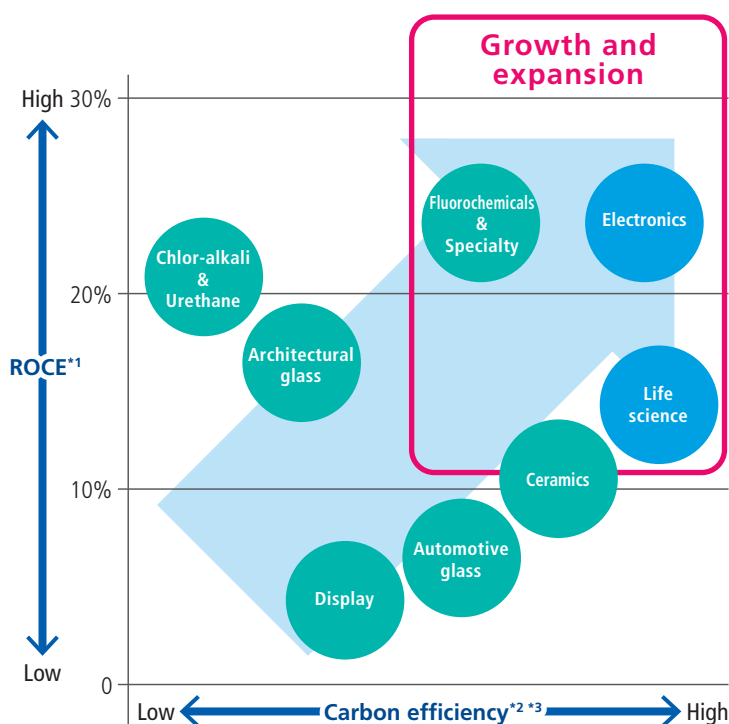 Growth and
expansion
High 30%
Fluorochemicals
&
Specialty
Electronics
Chlor-alkali
&
Urethane
20%
ROCE*1
Architectural
glass
Life
science
10%
Ceramics
Automotive
glass
Display
Low
0
Low
Carbon efficiency*2 *3
High